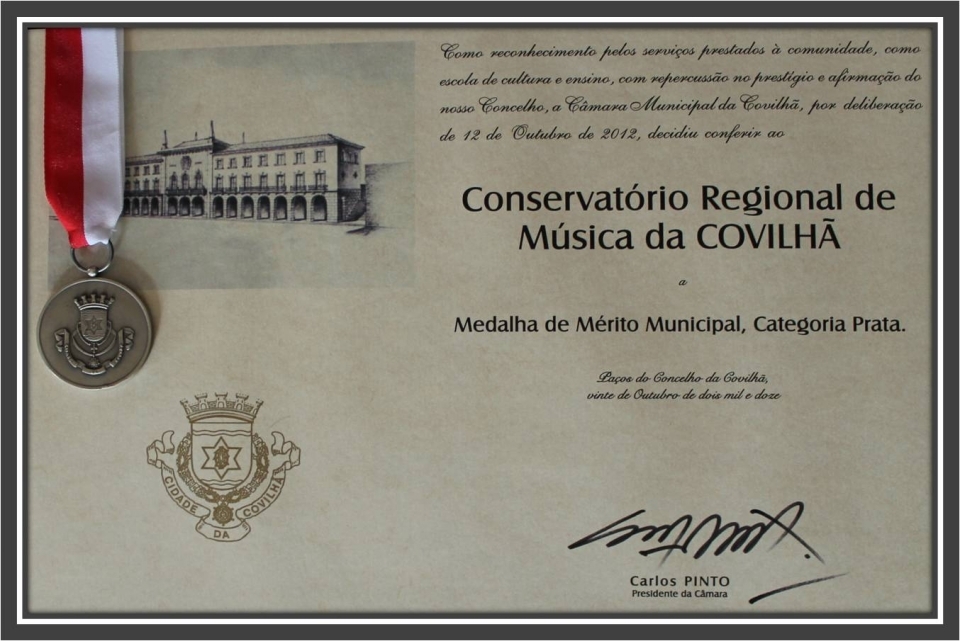 Como reconhecimento pelos serviços prestados à comunidade, como
escola de cultura e ensino, com repercussão no prestígio e afirmação do
nosso Concelho, a Câmara Municipal da Covilhã, por deliberação
de 12 de Outubro de 2012, decidiu conferir ao
Conservatório Regional de
Música da COVILHÃ
a
Medalha de Mérito Municipal, Categoria Prata.
Paços do Concelho da Covilhã,
vinte de Outubro de dois mil e doze
CIDADE DA COVILHÃ
Carlos PINTO
Presidente da Câmara